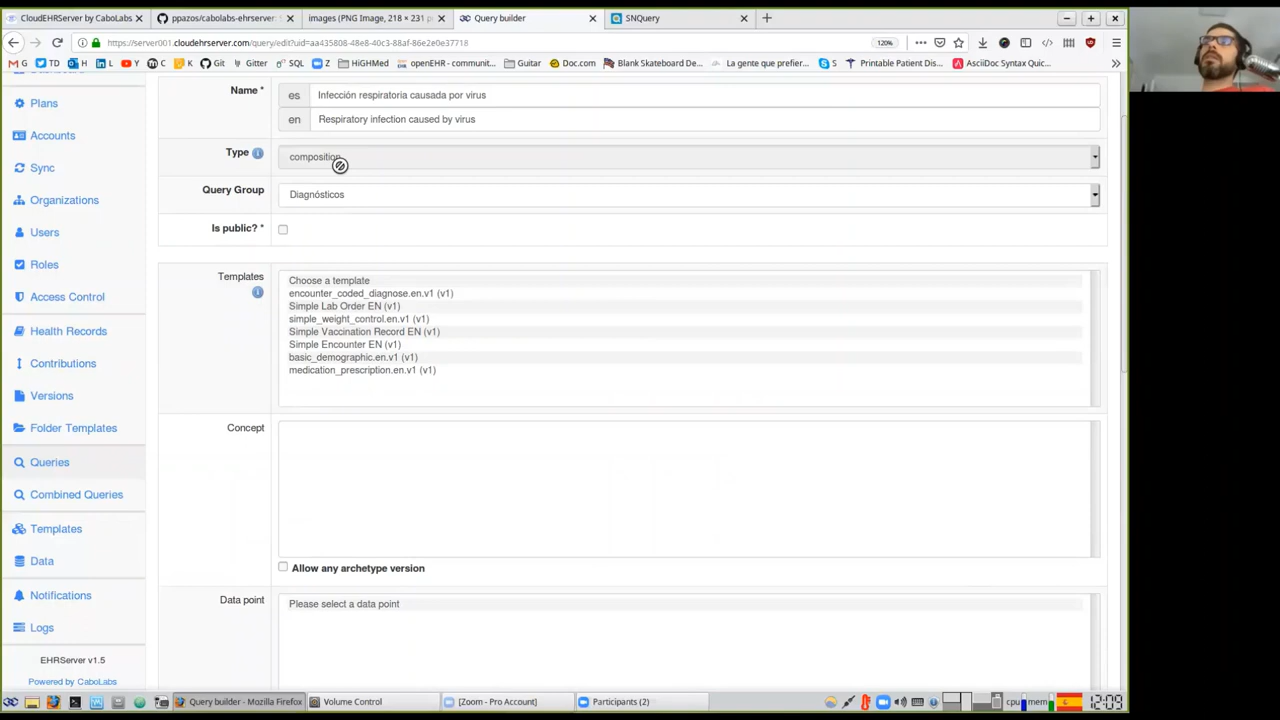 CloudEHRServer by CaboLabs
ppazos/cabolabs-ehrserver:
images (PNG Image, 218 × 231 p
Query builder
SNQuery
https://server001.cloudehrserver.com/query/edit?uid=aa435808-48e8-40c3-88af-86e2e0e37718
120%
G
TD
H
L
Y
C
K
Git
Gitter
SQL
Z
HiGHMed
openEHR - communit...
Guitar
Doc.com
Blank Skateboard De...
La gente que prefier...
S
Printable Patient Dis...
AsciiDoc Syntax Quic...
Plans
Accounts
Sync
Organizations
Users
Roles
Access Control
Health Records
Contributions
Versions
Folder Templates
Queries
Combined Queries
Templates
Data
Notifications
Logs
EHRServer v1.5
Powered by CaboLabs
Name *
es
Infección respiratoria causada por virus
en
Respiratory infection caused by virus
Type
composition
Query Group
Diagnósticos
Is public? *
Templates
Choose a template
encounter_coded_diagnose.en.v1 (v1)
Simple Lab Order EN (v1)
simple_weight_control.en.v1 (v1)
Simple Vaccination Record EN (v1)
Simple Encounter EN (v1)
basic_demographic.en.v1 (v1)
medication_prescription.en.v1 (v1)
Concept
Allow any archetype version
Data point
Please select a data point
Query builder - Mozilla Firefox
Volume Control
[Zoom - Pro Account]
Participants (2)
cpu
mem
12:09